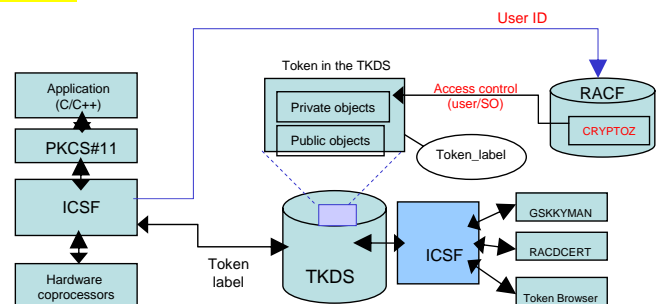 User ID
Token in the TKDS
Application
(C/C++)
Private objects
Public objects
Access control
(user/SO)
RACF
CRYPTOZ
PKCS#11
Token_label
ICSF
GSKKYMAN
Token
label
TKDS
ICSF
RACDCERT
Hardware
coprocessors
Token Browser